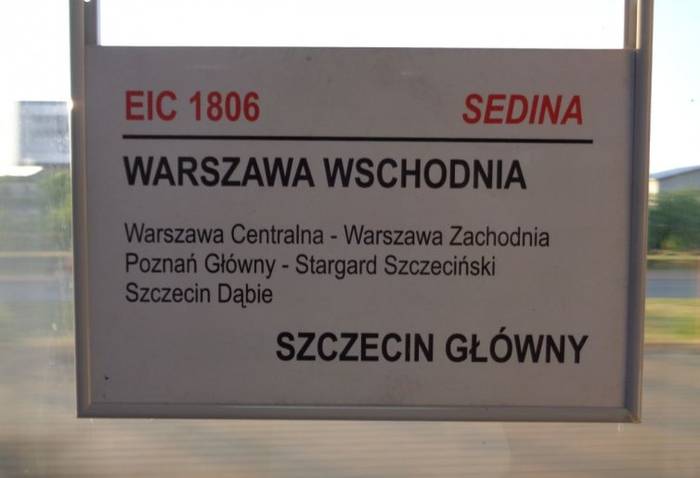 EIC 1806 SEDINA
WARSZAWA WSCHODNIA
Warszawa Centralna - Warszawa Zachodnia
Poznań Główny - Stargard Szczeciński
Szczecin Dąbie
SZCZECIN GŁÓWNY